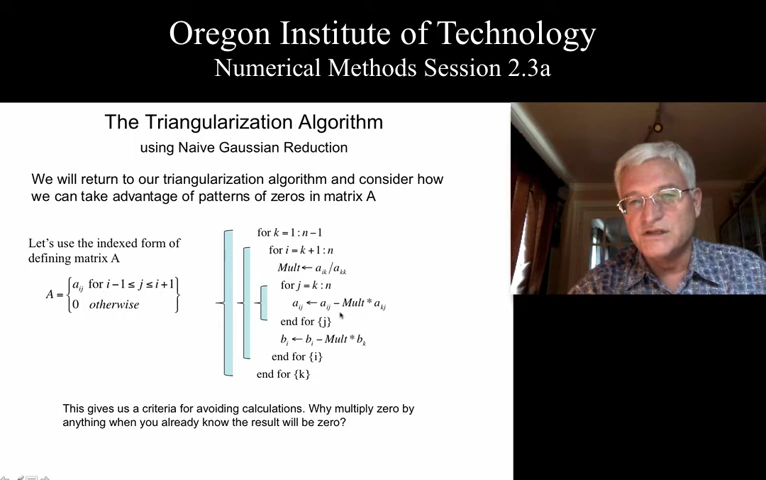 Oregon Institute of Technology
Numerical Methods Session 2.3a
The Triangularization Algorithm
using Naive Gaussian Reduction
We will return to our triangularization algorithm and consider how
we can take advantage of patterns of zeros in matrix A
Let's use the indexed form of
defining matrix A
A = { a_ij for i−1 ≤ j ≤ i+1
0 otherwise }
for k = 1 : n−1
for i = k+1 : n
Mult ← a_ik / a_kk
for j = k : n
a_ij ← a_ij − Mult * a_kj
end for {j}
b_i ← b_i − Mult * b_k
end for {i}
end for {k}
This gives us a criteria for avoiding calculations. Why multiply zero by
anything when you already know the result will be zero?